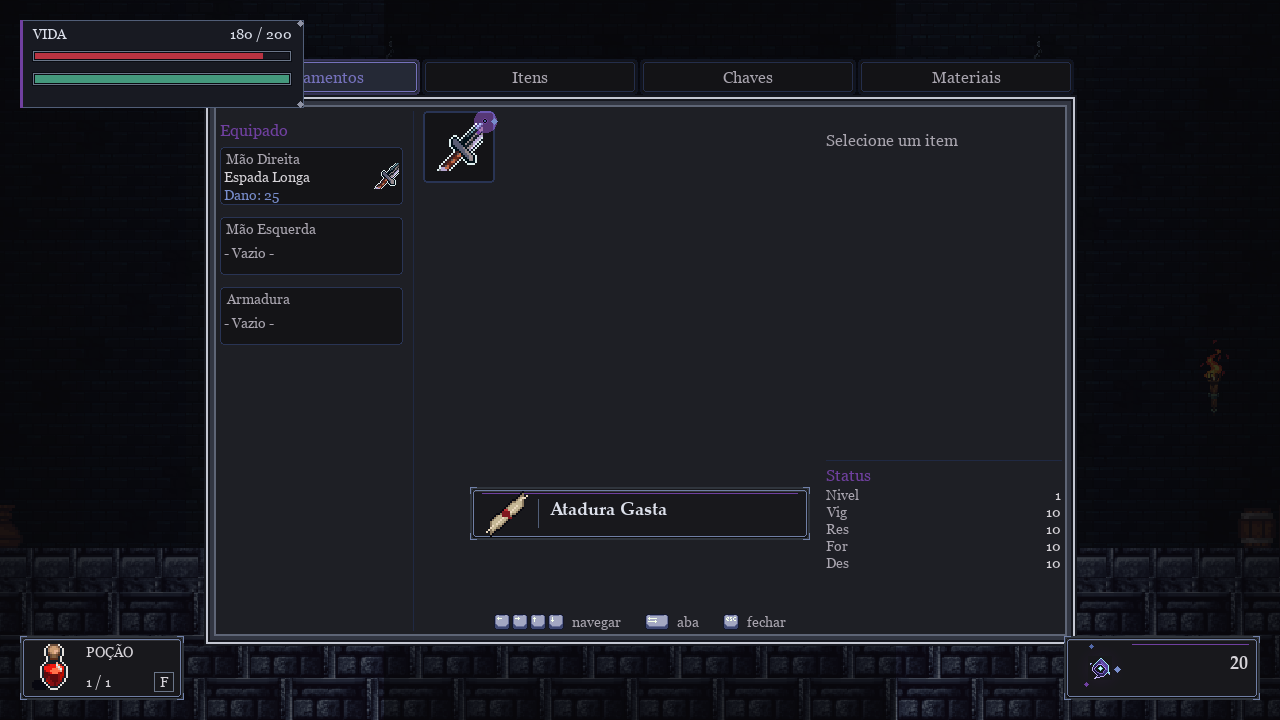 VIDA 180 / 200
amentos Itens Chaves Materiais
Equipado
Mão Direita
Espada Longa
Dano: 25
Mão Esquerda
- Vazio -
Armadura
- Vazio -
Selecione um item
Atadura Gasta
Status
Nivel 1
Vig 10
Res 10
For 10
Des 10
navegar aba esc fechar
POÇÃO
1 / 1 F
20